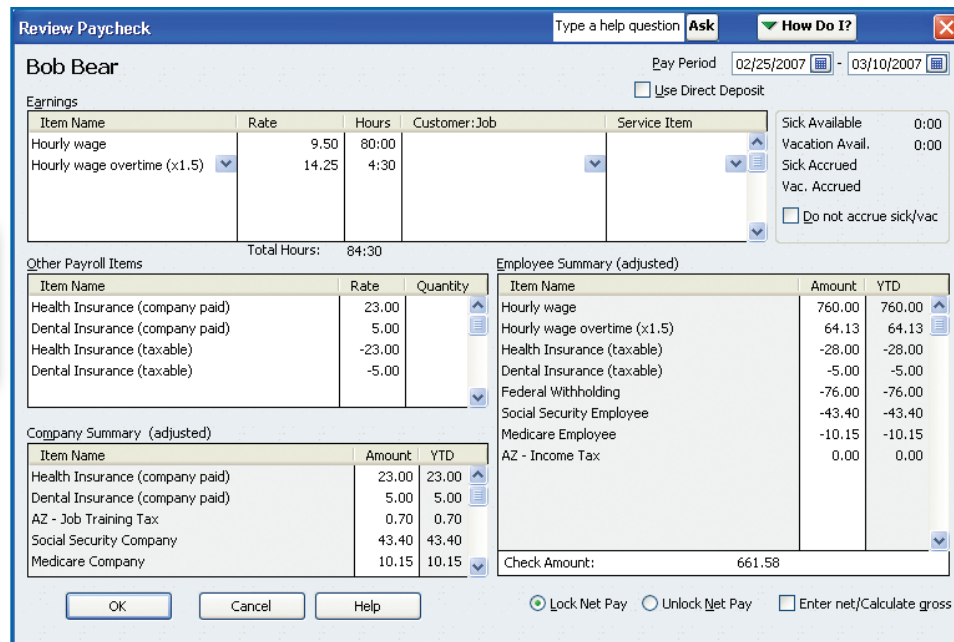 Review Paycheck Type a help question Ask How Do I?
Bob Bear Pay Period 02/25/2007 - 03/10/2007
Use Direct Deposit
Earnings
Item Name Rate Hours Customer:Job Service Item
Hourly wage 9.50 80:00
Hourly wage overtime (x1.5) 14.25 4:30
Total Hours: 84:30
Sick Available 0:00
Vacation Avail. 0:00
Sick Accrued
Vac. Accrued
Do not accrue sick/vac
Other Payroll Items
Item Name Rate Quantity
Health Insurance (company paid) 23.00
Dental Insurance (company paid) 5.00
Health Insurance (taxable) -23.00
Dental Insurance (taxable) -5.00
Company Summary (adjusted)
Item Name Amount YTD
Health Insurance (company paid) 23.00 23.00
Dental Insurance (company paid) 5.00 5.00
AZ - Job Training Tax 0.70 0.70
Social Security Company 43.40 43.40
Medicare Company 10.15 10.15
Employee Summary (adjusted)
Item Name Amount YTD
Hourly wage 760.00 760.00
Hourly wage overtime (x1.5) 64.13 64.13
Health Insurance (taxable) -28.00 -28.00
Dental Insurance (taxable) -5.00 -5.00
Federal Withholding -76.00 -76.00
Social Security Employee -43.40 -43.40
Medicare Employee -10.15 -10.15
AZ - Income Tax 0.00 0.00
Check Amount: 661.58
OK Cancel Help Lock Net Pay Unlock Net Pay Enter net/Calculate gross